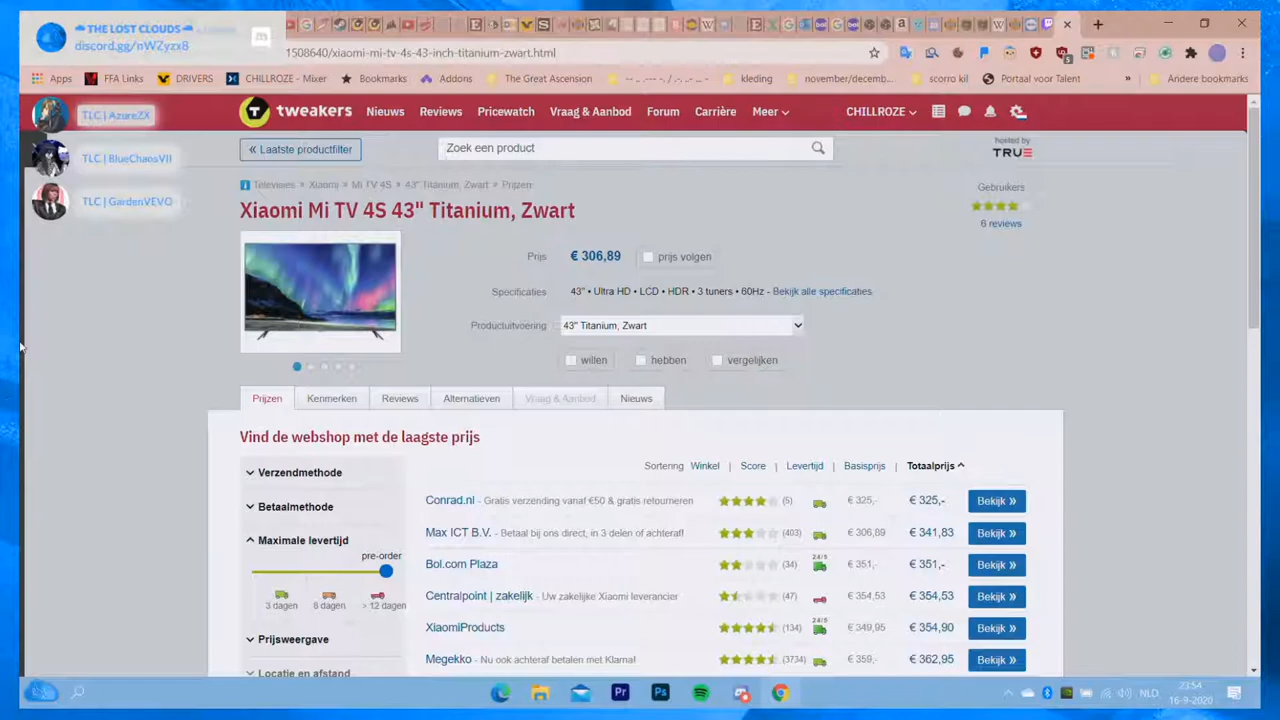 THE LOST CLOUDS
discord.gg/nWZyzx8
1508640/xiaomi-mi-tv-4s-43-inch-titanium-zwart.html
Apps FFA Links DRIVERS CHILLROZE - Mixer Bookmarks Addons The Great Ascension kleding november/decemb... scorro kil Portaal voor Talent » Andere bookmarks
TLC | AzureZX
TLC | BlueChaosVII
TLC | GardenVEVO
tweakers Nieuws Reviews Pricewatch Vraag & Aanbod Forum Carrière Meer CHILLROZE
« Laatste productfilter
Zoek een product
hosted by
TRUE
Televisies » Xiaomi » Mi TV 4S » 43" Titanium, Zwart » Prijzen
Gebruikers
6 reviews
Xiaomi Mi TV 4S 43" Titanium, Zwart
Prijs € 306,89 prijs volgen
Specificaties 43" • Ultra HD • LCD • HDR • 3 tuners • 60Hz - Bekijk alle specificaties
Productuitvoering 43" Titanium, Zwart
willen hebben vergelijken
Prijzen Kenmerken Reviews Alternatieven Vraag & Aanbod Nieuws
Vind de webshop met de laagste prijs
Verzendmethode
Betaalmethode
Maximale levertijd
pre-order
3 dagen 8 dagen > 12 dagen
Prijsweergave
Locatie en afstand
Sortering Winkel | Score | Levertijd | Basisprijs | Totaalprijs
Conrad.nl - Gratis verzending vanaf €50 & gratis retourneren (5) € 325,- € 325,- Bekijk »
Max ICT B.V. - Betaal bij ons direct, in 3 delen of achteraf! (403) € 306,89 € 341,83 Bekijk »
Bol.com Plaza (34) 24/5 € 351,- € 351,- Bekijk »
Centralpoint | zakelijk - Uw zakelijke Xiaomi leverancier (47) € 354,53 € 354,53 Bekijk »
XiaomiProducts (134) 24/5 € 349,95 € 354,90 Bekijk »
Megekko - Nu ook achteraf betalen met Klarna! (3734) € 359,- € 362,95 Bekijk »
Pr Ps NLD 23:54
16-9-2020